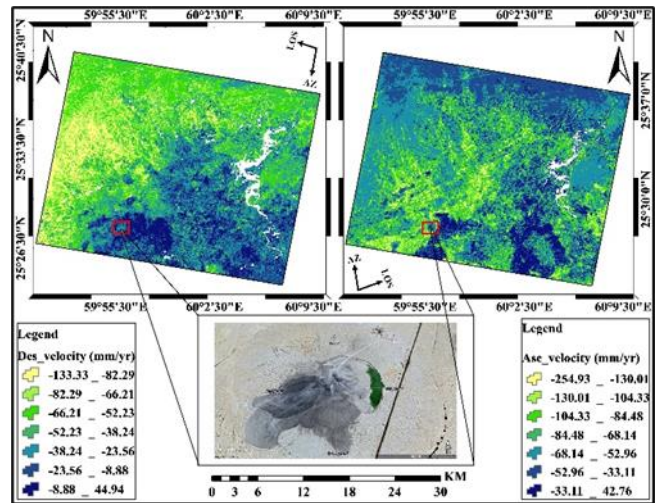 59°55'30"E 60°2'30"E 60°9'30"E
59°55'30"E 60°2'30"E 60°9'30"E
N
LOS
AZ
N
25°40'30"N
25°33'30"N
25°26'30"N
25°37'0"N
25°30'0"N
AZ
LOS
59°55'30"E 60°2'30"E 60°9'30"E
59°55'30"E 60°2'30"E 60°9'30"E
Legend
Des_velocity (mm/yr)
-133.33 _ -82.29
-82.29 _ -66.21
-66.21 _ -52.23
-52.23 _ -38.24
-38.24 _ -23.56
-23.56 _ -8.88
-8.88 _ 44.94
KM
0 3 6 12 18 24 30
Legend
Asc_velocity (mm/yr)
-254.93 _ -130.01
-130.01 _ -104.33
-104.33 _ -84.48
-84.48 _ -68.14
-68.14 _ -52.96
-52.96 _ -33.11
-33.11 _ 42.76